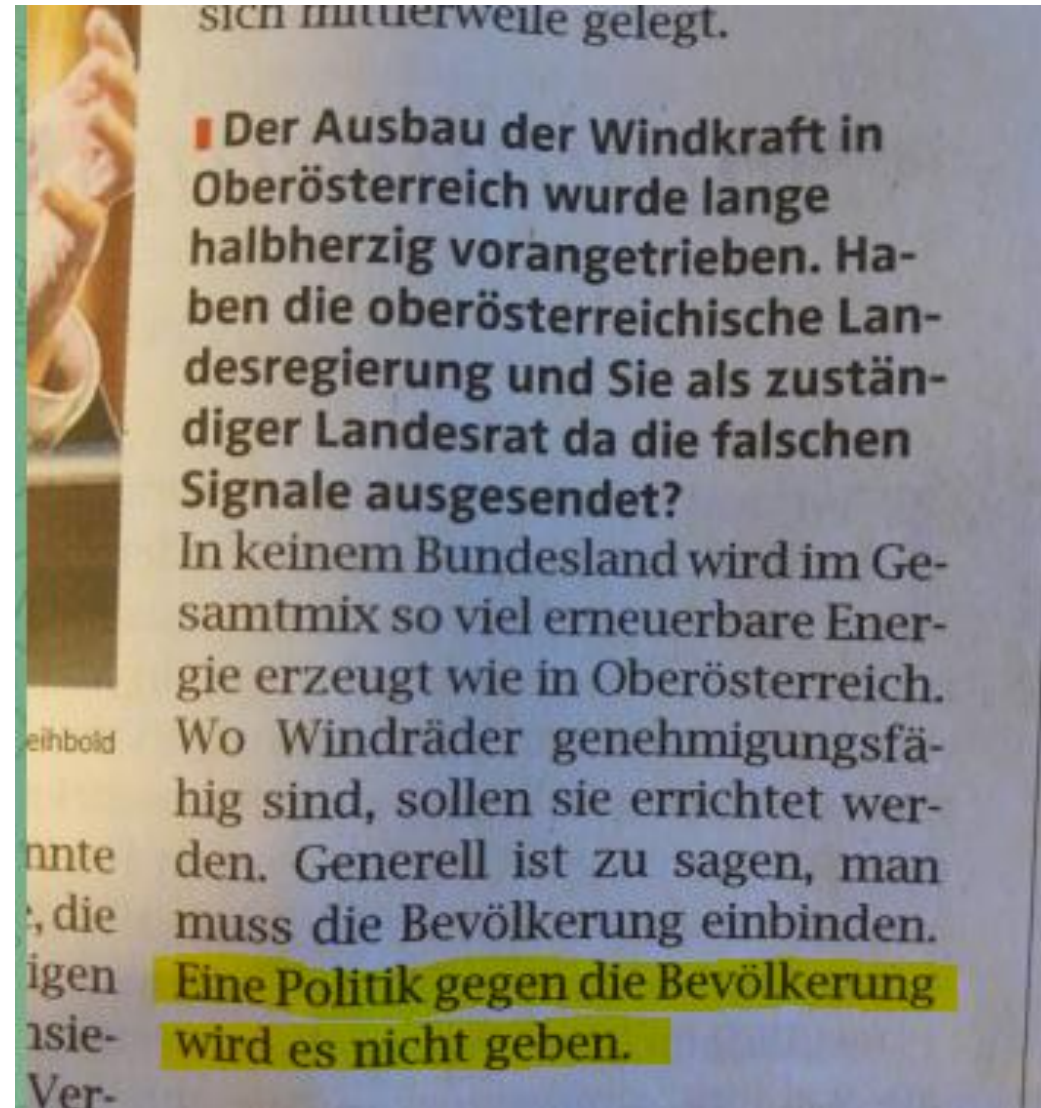 sich mittlerweile gelegt.
Der Ausbau der Windkraft in
Oberösterreich wurde lange
halbherzig vorangetrieben. Ha-
ben die oberösterreichische Lan-
desregierung und Sie als zustän-
diger Landesrat da die falschen
Signale ausgesendet?
In keinem Bundesland wird im Ge-
samtmix so viel erneuerbare Ener-
gie erzeugt wie in Oberösterreich.
Wo Windräder genehmigungsfä-
hig sind, sollen sie errichtet wer-
den. Generell ist zu sagen, man
muss die Bevölkerung einbinden.
Eine Politik gegen die Bevölkerung
wird es nicht geben.
eihbold
nnte
, die
igen
nsie-
Ver-